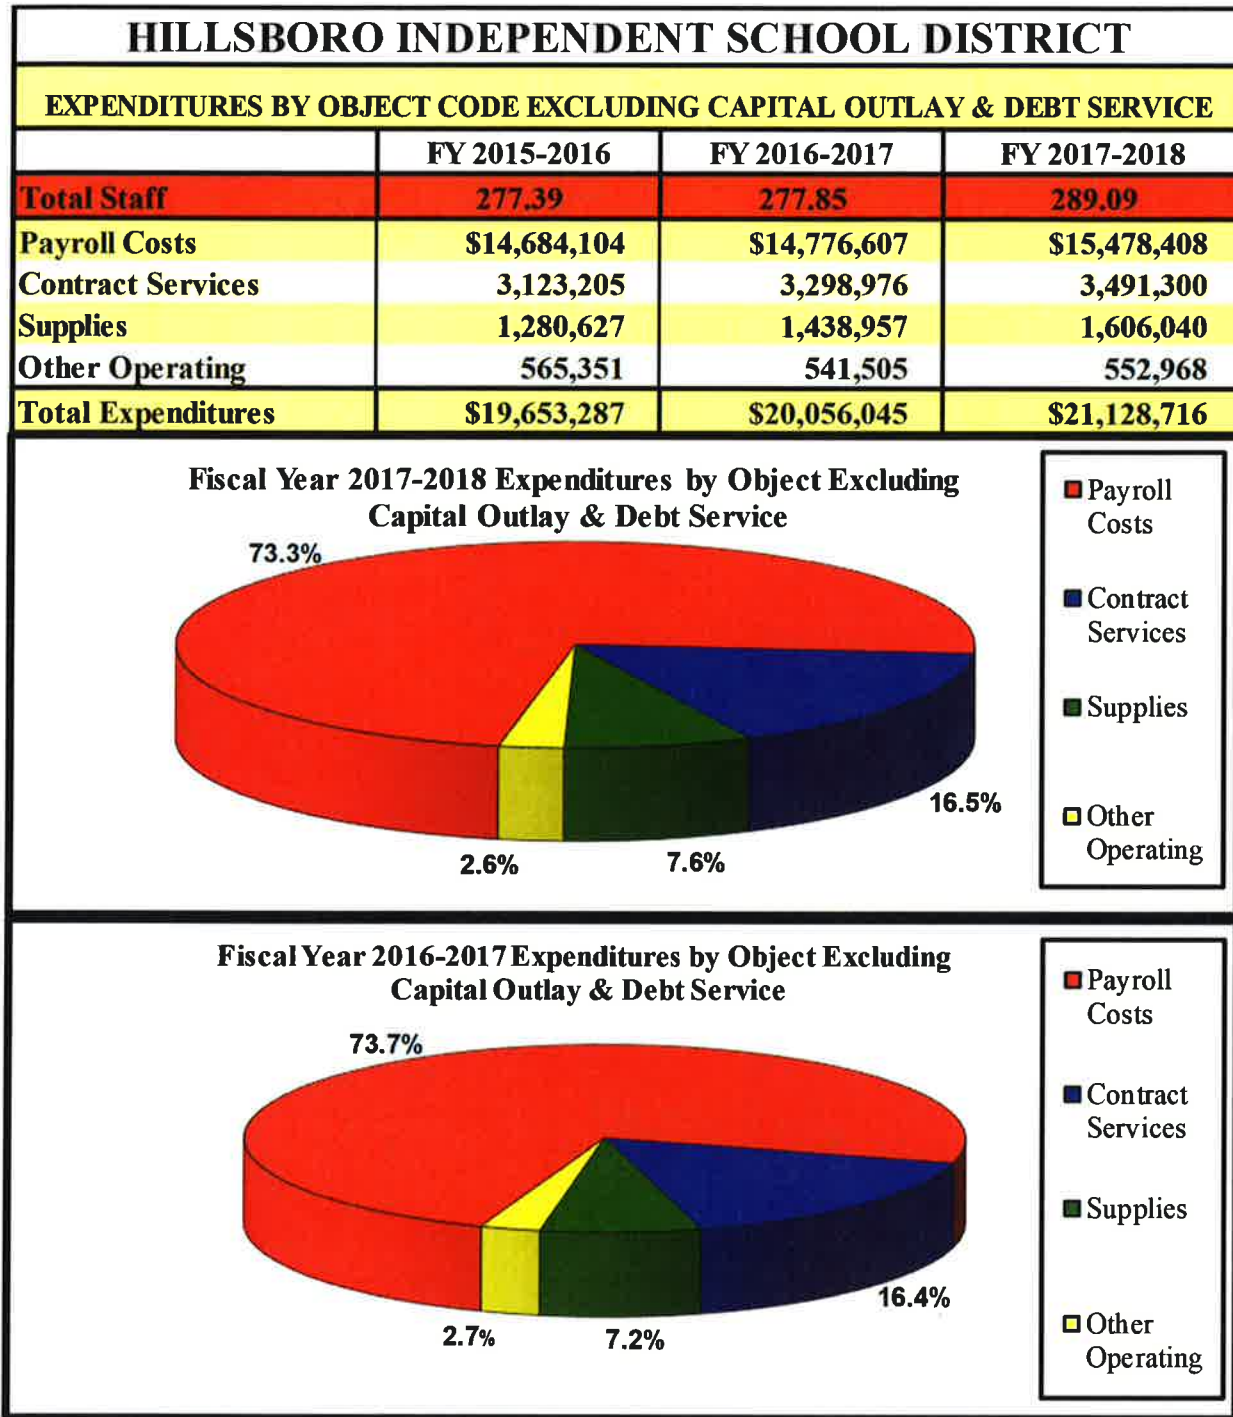 HILLSBORO INDEPENDENT SCHOOL DISTRICT
EXPENDITURES BY OBJECT CODE EXCLUDING CAPITAL OUTLAY & DEBT SERVICE
FY 2015-2016 FY 2016-2017 FY 2017-2018
Total Staff 277.39 277.85 289.09
Payroll Costs $14,684,104 $14,776,607 $15,478,408
Contract Services 3,123,205 3,298,976 3,491,300
Supplies 1,280,627 1,438,957 1,606,040
Other Operating 565,351 541,505 552,968
Total Expenditures $19,653,287 $20,056,045 $21,128,716
Fiscal Year 2017-2018 Expenditures by Object Excluding
Capital Outlay & Debt Service
73.3%
16.5%
2.6%
7.6%
Payroll
Costs
Contract
Services
Supplies
Other
Operating
Fiscal Year 2016-2017 Expenditures by Object Excluding
Capital Outlay & Debt Service
73.7%
16.4%
2.7%
7.2%
Payroll
Costs
Contract
Services
Supplies
Other
Operating